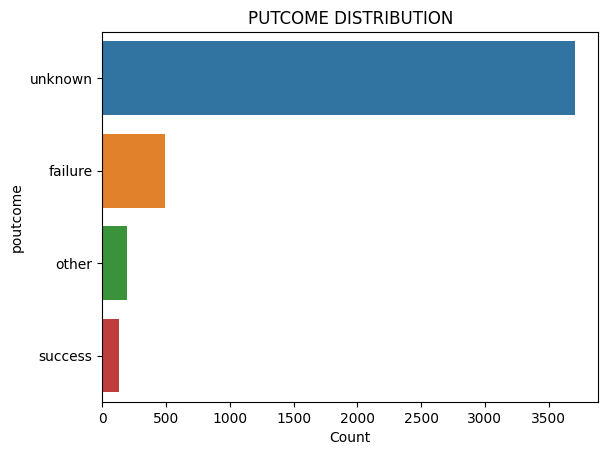 PUTCOME DISTRIBUTION
unknown
failure
other
success
poutcome
0 500 1000 1500 2000 2500 3000 3500
Count